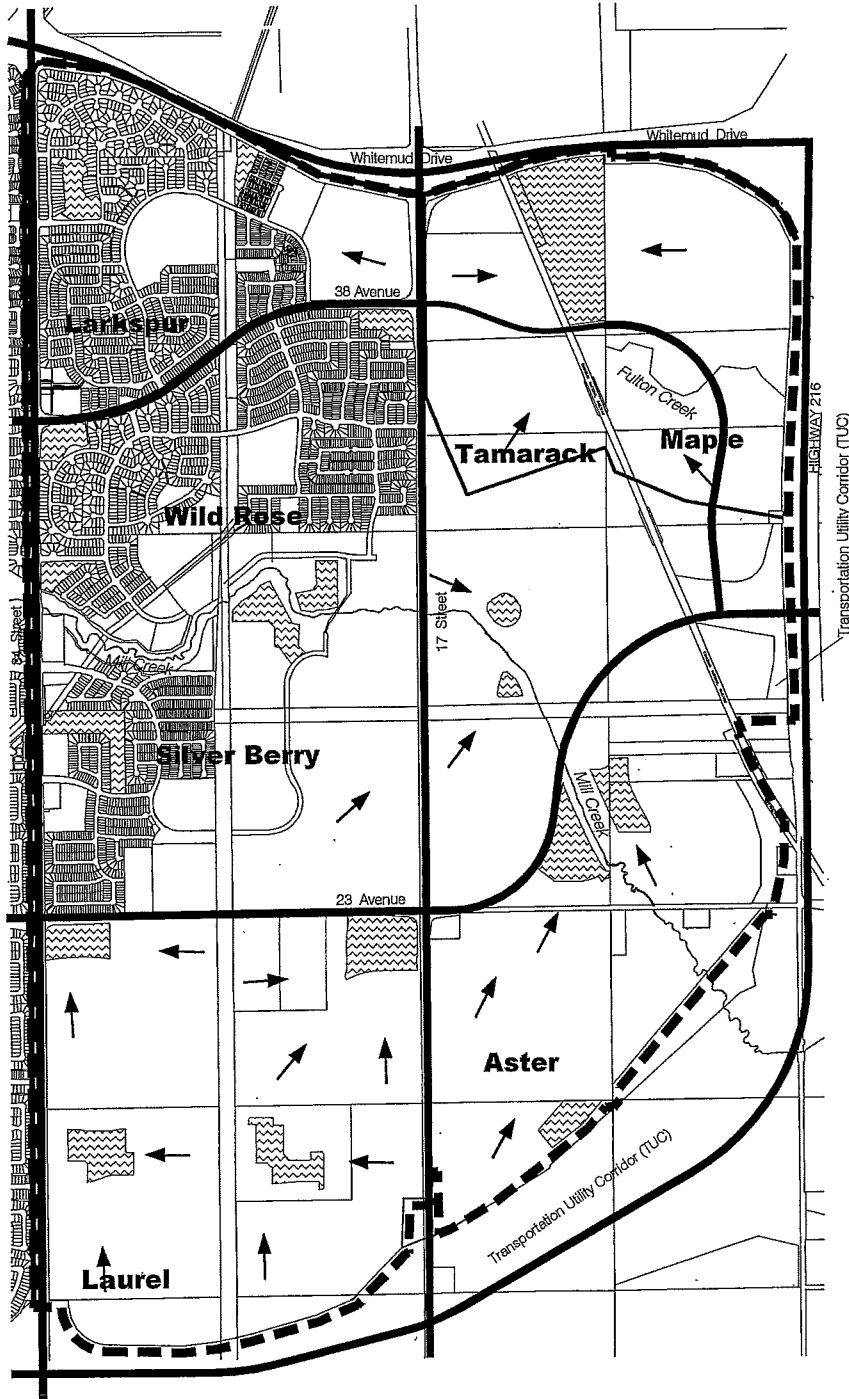 Whitemud Drive
Whitemud Drive
38 Avenue
Larkspur
Fulton Creek
HIGHWAY 216
Transportation Utility Corridor (TUC)
Tamarack
Maple
Wild Rose
17 Street
34 Street
Mill Creek
Silver Berry
Mill Creek
23 Avenue
Aster
Transportation Utility Corridor (TUC)
Laurel